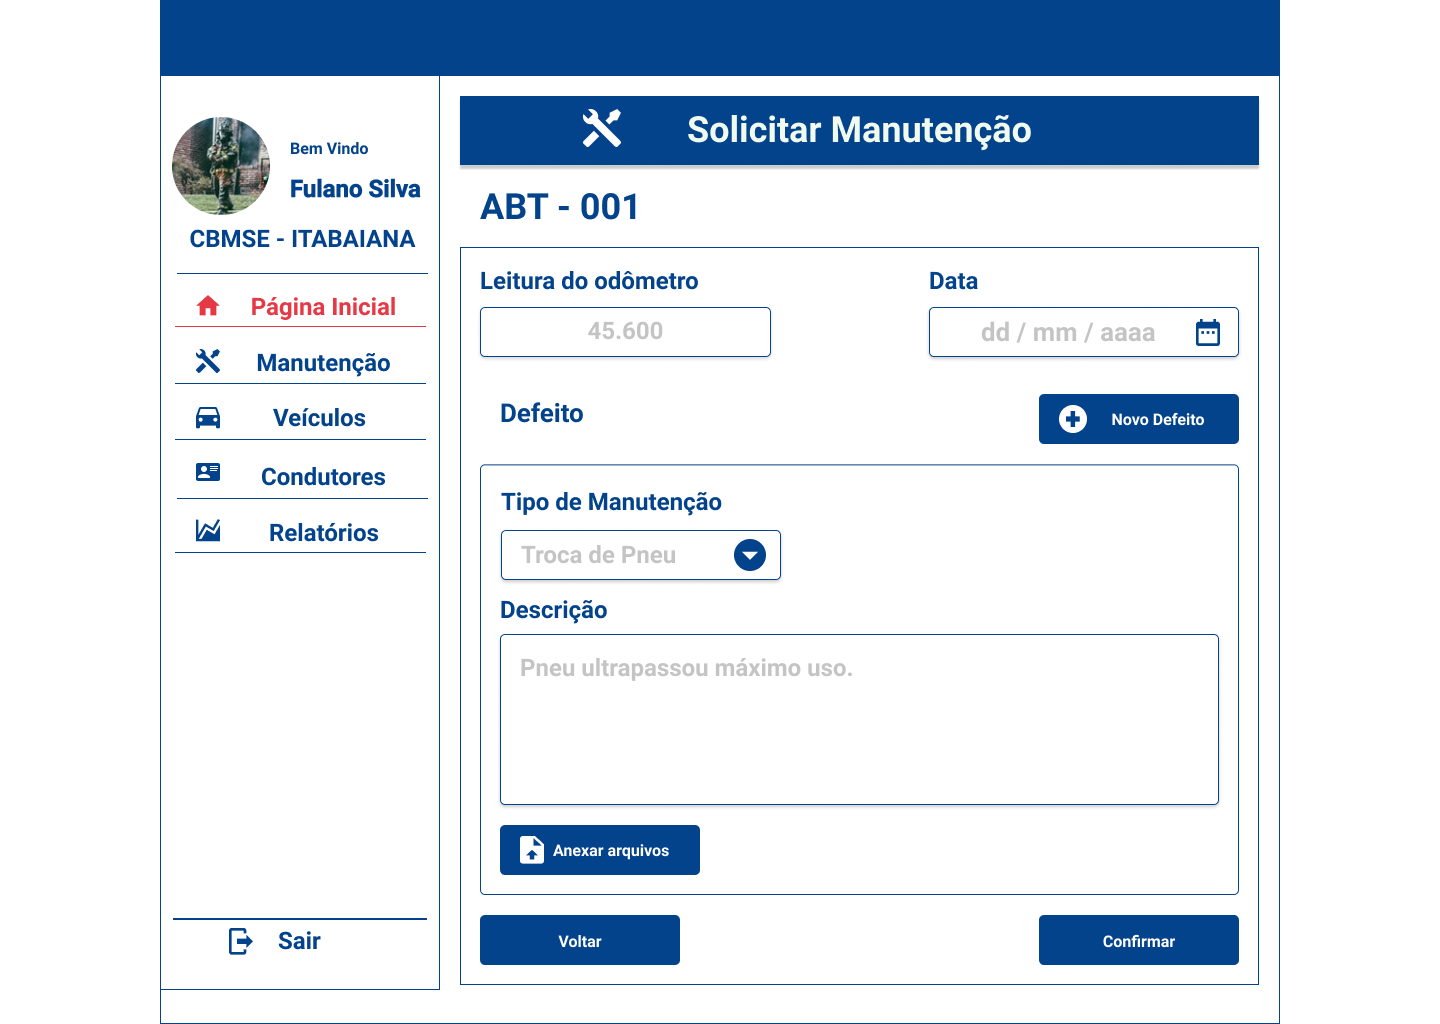 Bem Vindo
Fulano Silva
CBMSE - ITABAIANA
Página Inicial
Manutenção
Veículos
Condutores
Relatórios
Sair
Solicitar Manutenção
ABT - 001
Leitura do odômetro
Data
45.600
dd / mm / aaaa
Defeito
Novo Defeito
Tipo de Manutenção
Troca de Pneu
Descrição
Pneu ultrapassou máximo uso.
Anexar arquivos
Voltar
Confirmar